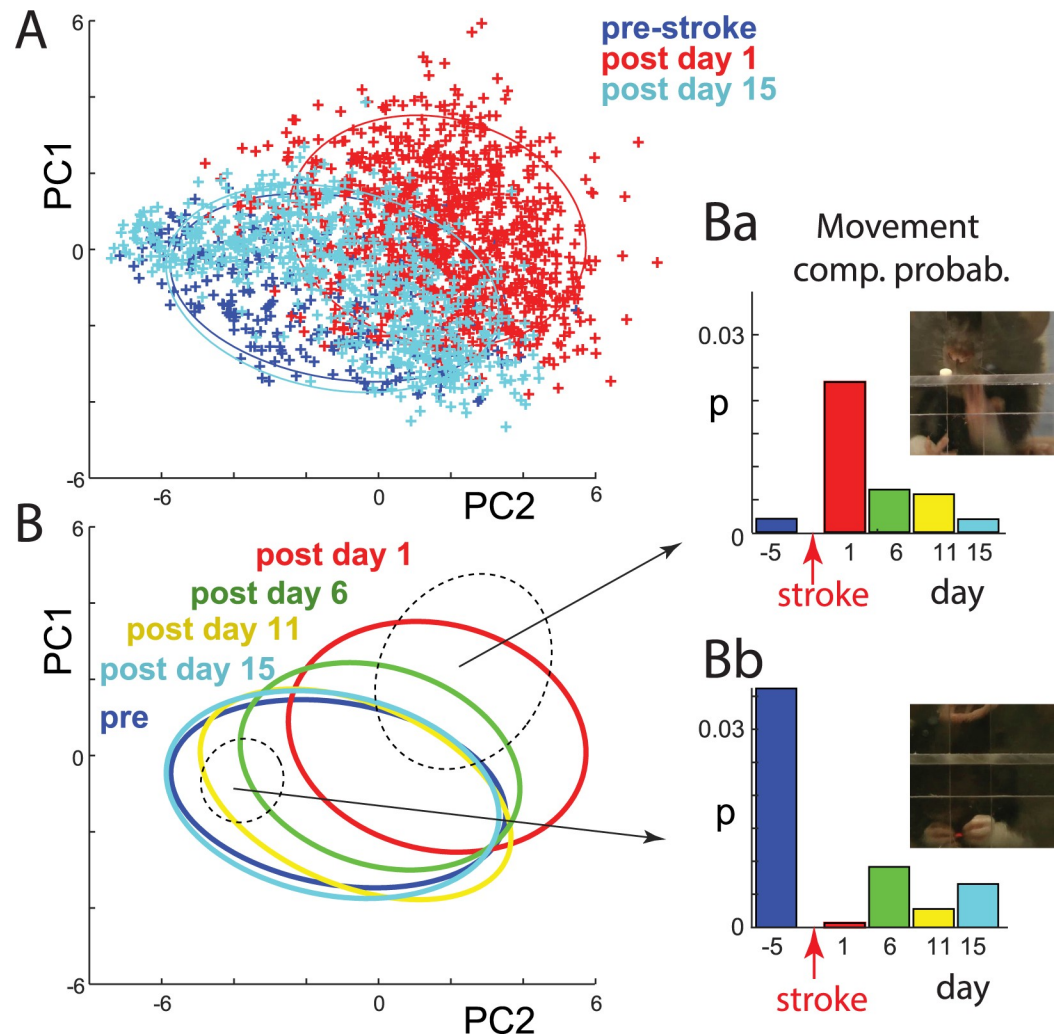 A
pre-stroke
post day 1
post day 15
PC1
6
0
-6
-6
0
6
PC2
B
post day 1
post day 6
post day 11
post day 15
pre
PC1
6
0
-6
-6
0
6
PC2
Ba
Movement
comp. probab.
0.03
p
0
-5
1
6
11
15
stroke
day
Bb
0.03
p
0
-5
1
6
11
15
stroke
day